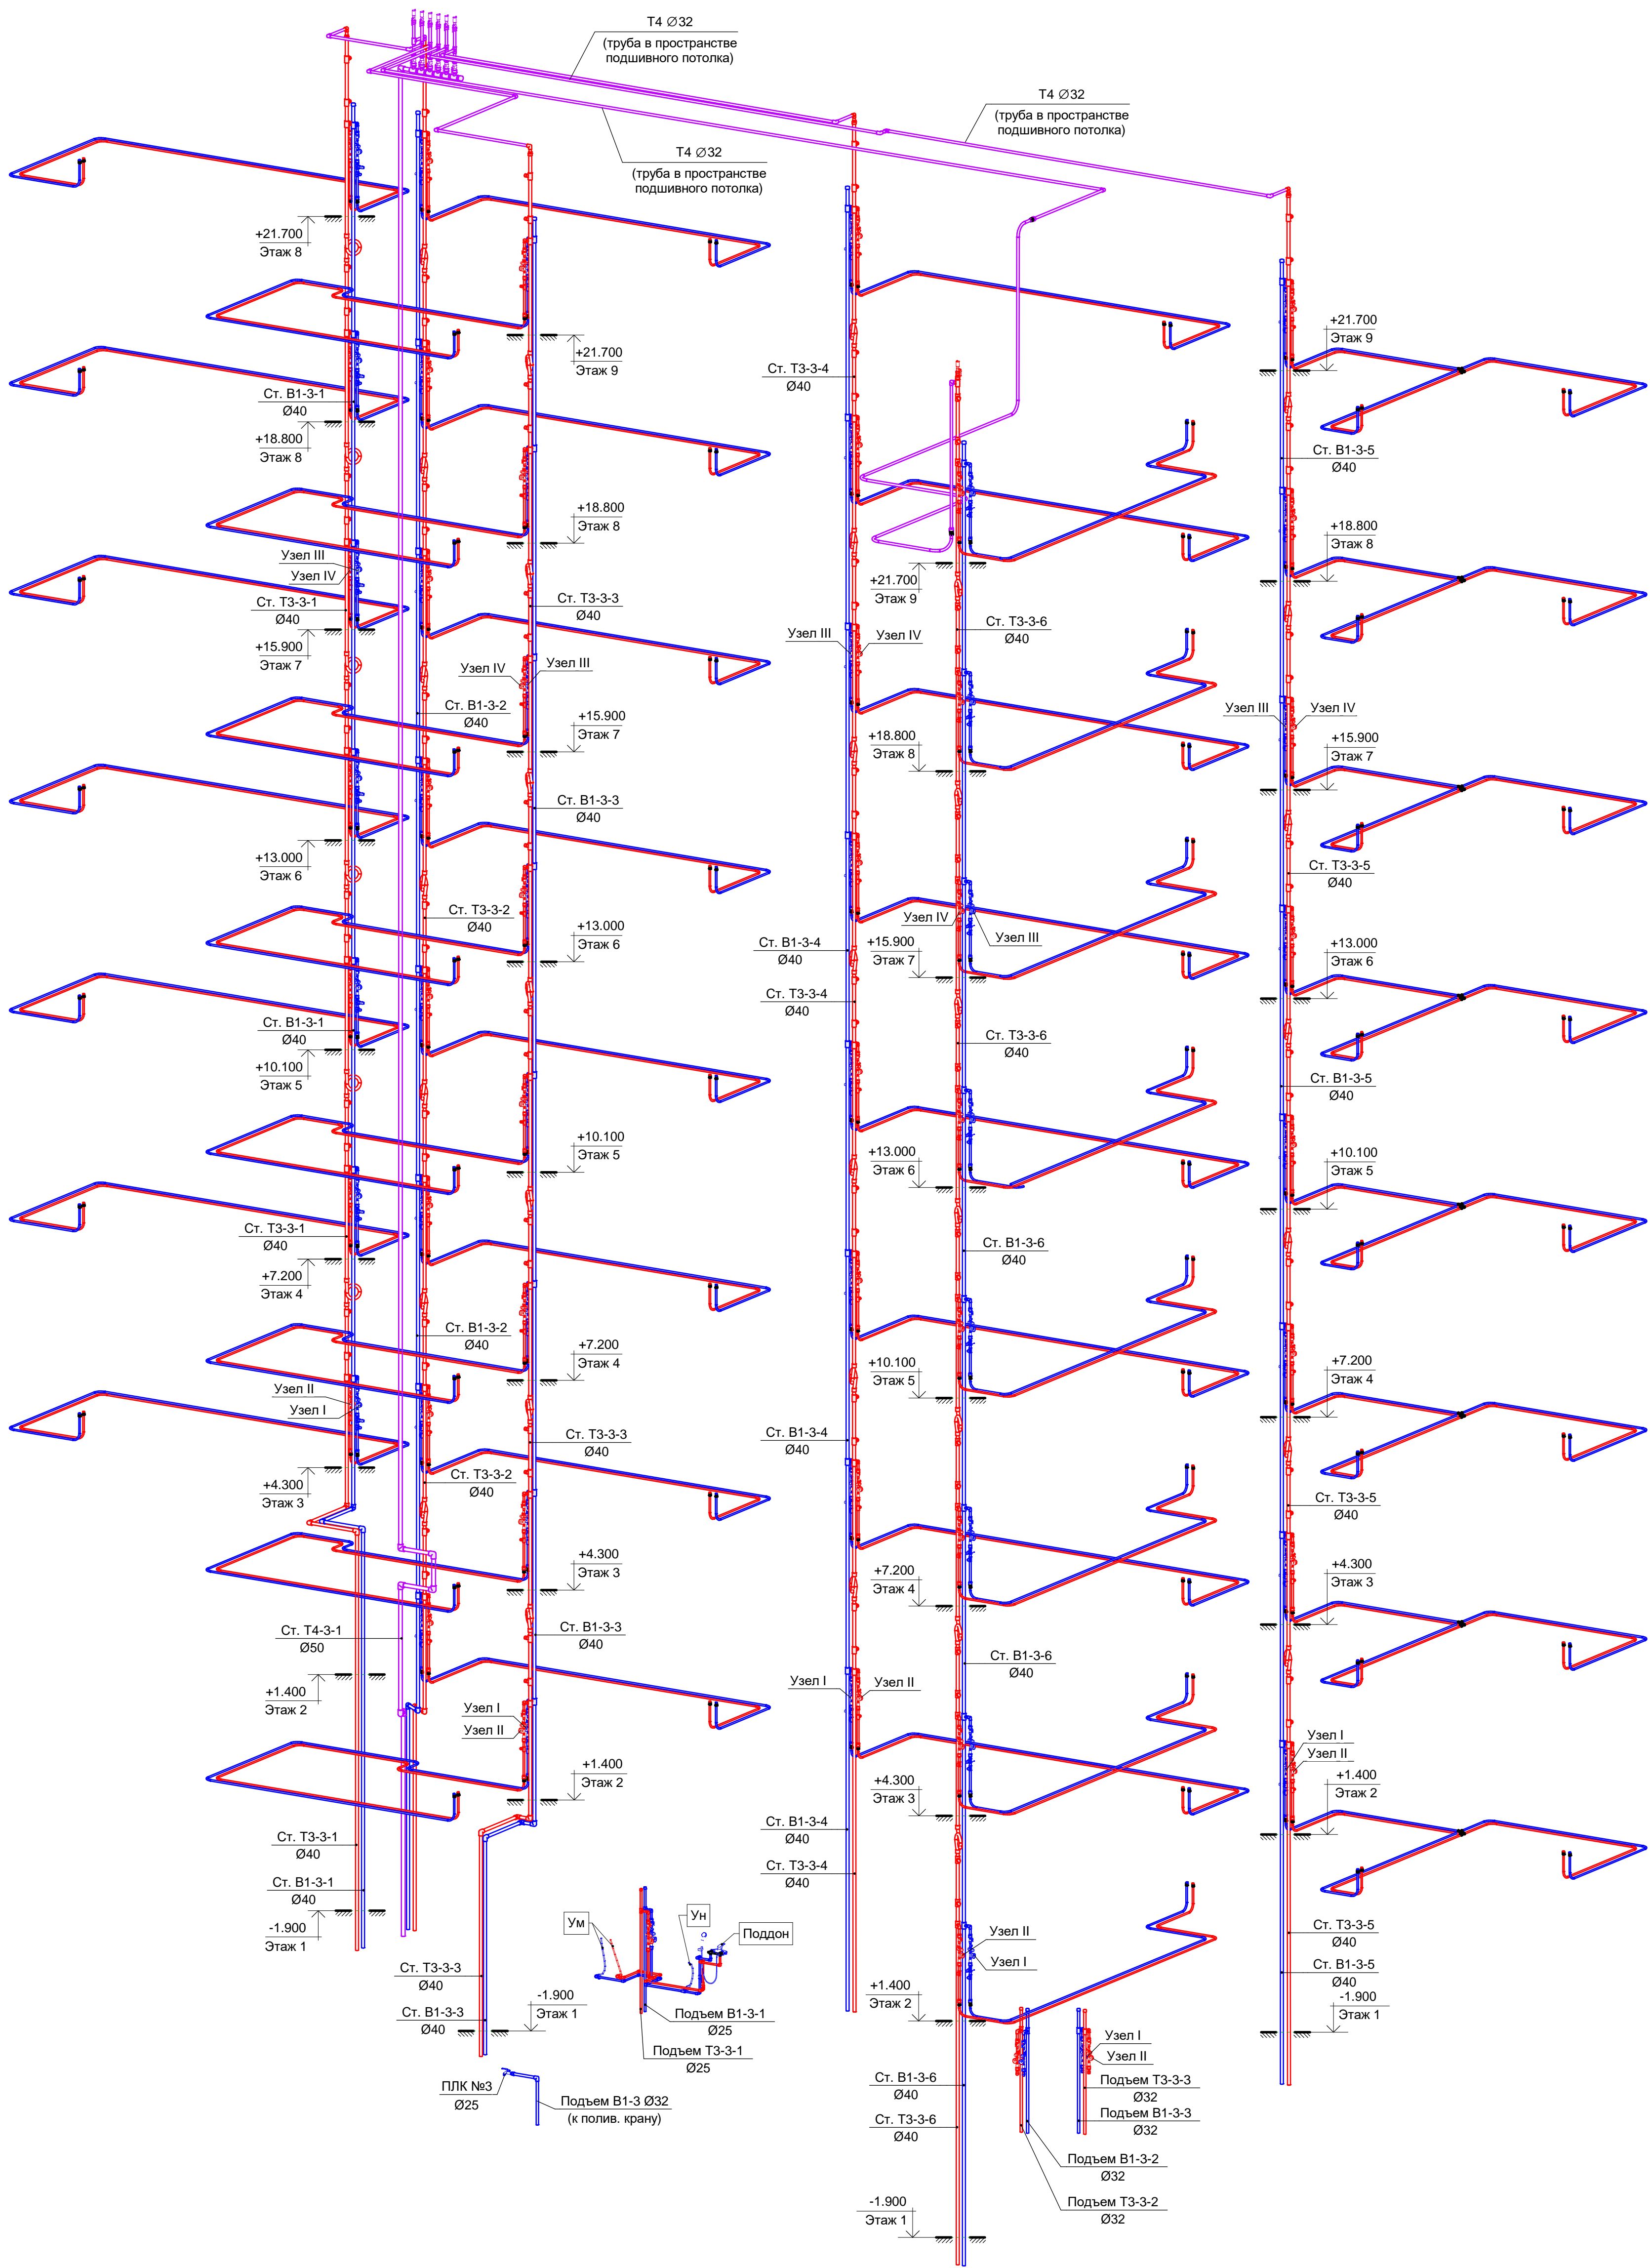 T4 ∅32
(труба в пространстве
подшивного потолка)
T4 ∅32
(труба в пространстве
подшивного потолка)
T4 ∅32
(труба в пространстве
подшивного потолка)
+21.700
Этаж 8
Ст. В1-3-1
Ø40
+18.800
Этаж 8
Узел III
Узел IV
Ст. Т3-3-1
Ø40
+15.900
Этаж 7
+13.000
Этаж 6
Ст. В1-3-1
Ø40
+10.100
Этаж 5
Ст. Т3-3-1
Ø40
+7.200
Этаж 4
Узел II
Узел I
+4.300
Этаж 3
Ст. Т4-3-1
Ø50
+1.400
Этаж 2
Ст. Т3-3-1
Ø40
Ст. В1-3-1
Ø40
-1.900
Этаж 1
+21.700
Этаж 9
+18.800
Этаж 8
Ст. Т3-3-3
Ø40
Узел IV
Узел III
Ст. В1-3-2
Ø40
+15.900
Этаж 7
Ст. В1-3-3
Ø40
Ст. Т3-3-2
Ø40
+13.000
Этаж 6
+10.100
Этаж 5
Ст. В1-3-2
Ø40
+7.200
Этаж 4
Ст. Т3-3-3
Ø40
Ст. Т3-3-2
Ø40
+4.300
Этаж 3
Ст. В1-3-3
Ø40
Узел I
Узел II
+1.400
Этаж 2
Ст. Т3-3-3
Ø40
Ст. В1-3-3
Ø40
-1.900
Этаж 1
Ум
Ун
Поддон
Подъем В1-3-1
Ø25
Подъем Т3-3-1
Ø25
ПЛК №3
Ø25
Подъем В1-3 Ø32
(к полив. крану)
Ст. Т3-3-4
Ø40
Узел III
Узел IV
Ст. В1-3-4
Ø40
Ст. Т3-3-4
Ø40
Ст. В1-3-4
Ø40
Узел I
Узел II
Ст. В1-3-4
Ø40
Ст. Т3-3-4
Ø40
+21.700
Этаж 9
Ст. Т3-3-6
Ø40
+18.800
Этаж 8
Узел IV
Узел III
+15.900
Этаж 7
Ст. Т3-3-6
Ø40
+13.000
Этаж 6
Ст. В1-3-6
Ø40
+10.100
Этаж 5
+7.200
Этаж 4
Ст. В1-3-6
Ø40
+4.300
Этаж 3
Узел II
Узел I
+1.400
Этаж 2
Ст. В1-3-6
Ø40
Ст. Т3-3-6
Ø40
-1.900
Этаж 1
Узел I
Узел II
Подъем Т3-3-3
Ø32
Подъем В1-3-3
Ø32
Подъем В1-3-2
Ø32
Подъем Т3-3-2
Ø32
+21.700
Этаж 9
Ст. В1-3-5
Ø40
+18.800
Этаж 8
Узел III
Узел IV
+15.900
Этаж 7
Ст. Т3-3-5
Ø40
+13.000
Этаж 6
Ст. В1-3-5
Ø40
+10.100
Этаж 5
+7.200
Этаж 4
Ст. Т3-3-5
Ø40
+4.300
Этаж 3
Узел I
Узел II
+1.400
Этаж 2
Ст. Т3-3-5
Ø40
Ст. В1-3-5
Ø40
-1.900
Этаж 1